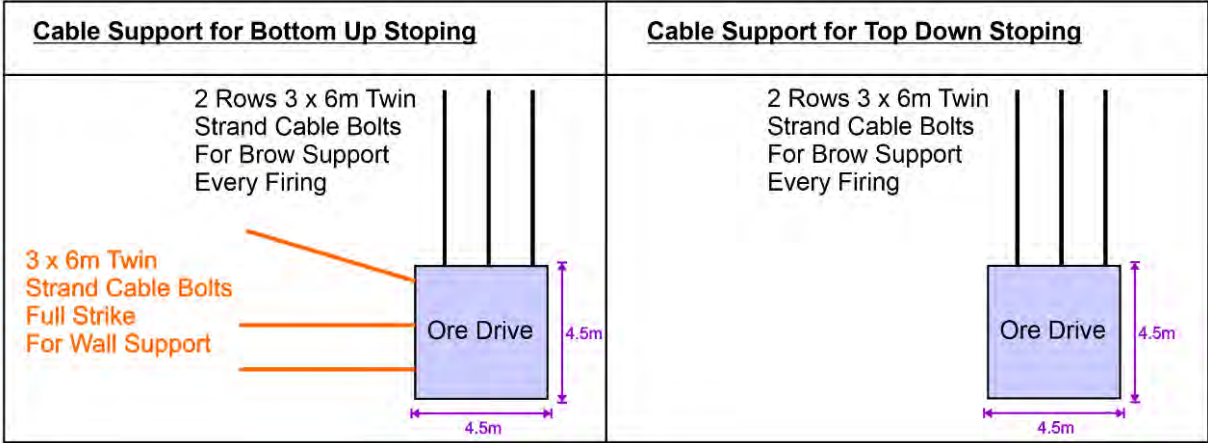 Cable Support for Bottom Up Stoping
Cable Support for Top Down Stoping
2 Rows 3 x 6m Twin
Strand Cable Bolts
For Brow Support
Every Firing
3 x 6m Twin
Strand Cable Bolts
Full Strike
For Wall Support
Ore Drive
4.5m
4.5m
2 Rows 3 x 6m Twin
Strand Cable Bolts
For Brow Support
Every Firing
Ore Drive
4.5m
4.5m